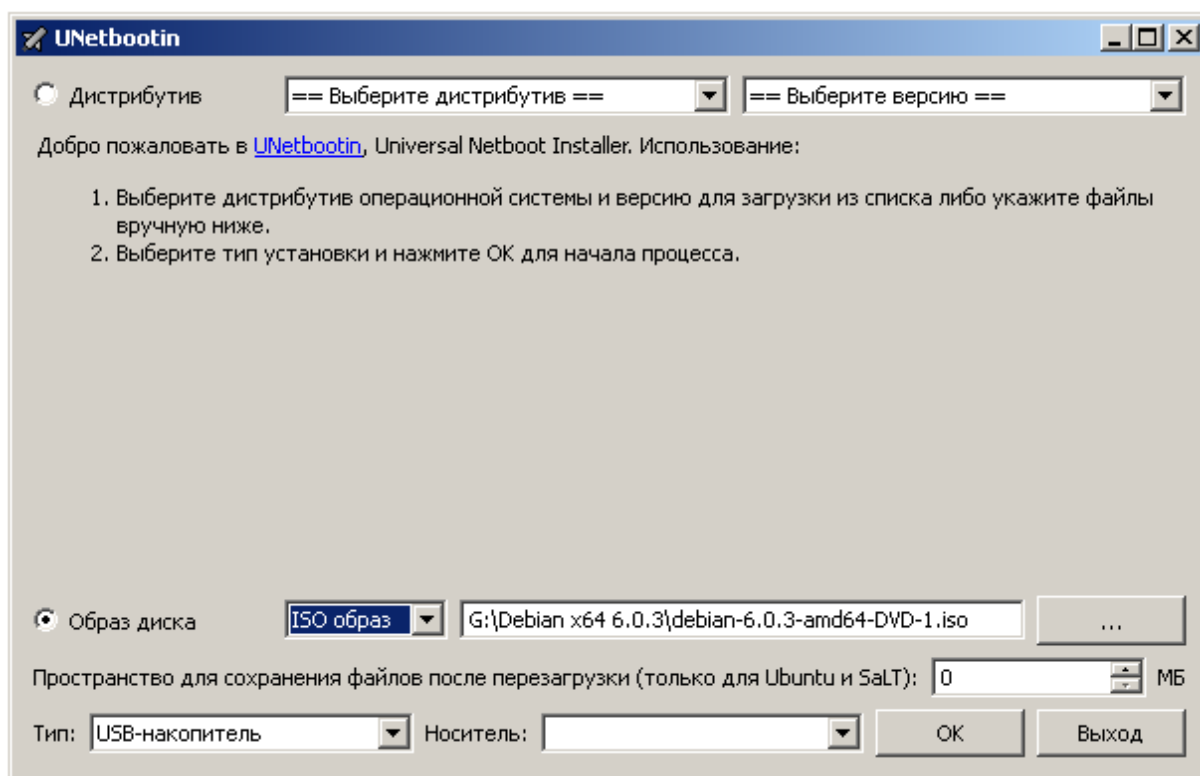 UNetbootin
Дистрибутив == Выберите дистрибутив == == Выберите версию ==
Добро пожаловать в UNetbootin, Universal Netboot Installer. Использование:
1. Выберите дистрибутив операционной системы и версию для загрузки из списка либо укажите файлы
вручную ниже.
2. Выберите тип установки и нажмите OK для начала процесса.
Образ диска ISO образ G:\Debian x64 6.0.3\debian-6.0.3-amd64-DVD-1.iso ...
Пространство для сохранения файлов после перезагрузки (только для Ubuntu и SaLT): 0 МБ
Тип: USB-накопитель Носитель: OK Выход